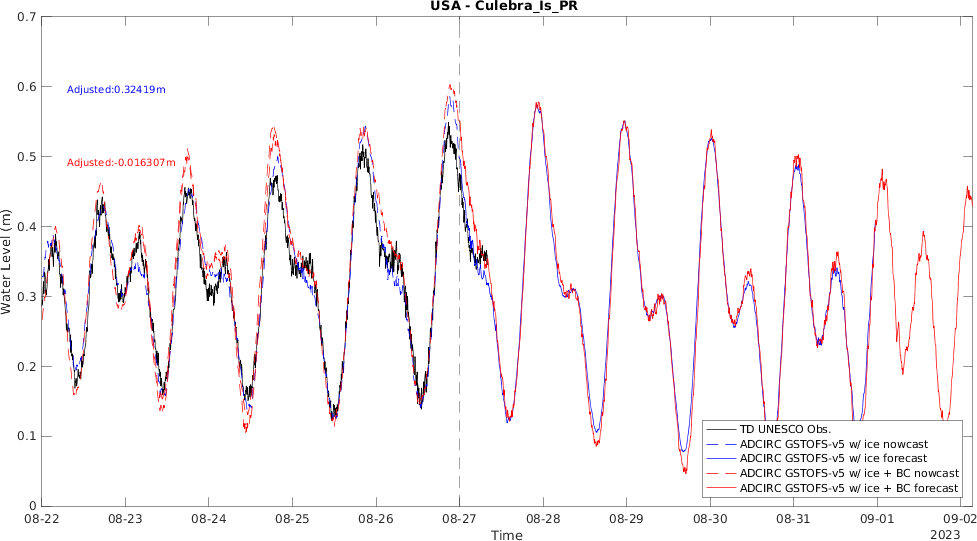 USA - Culebra_Is_PR
0.7
0.6
0.5
0.4
0.3
0.2
0.1
0
Water Level (m)
Adjusted:0.32419m
Adjusted:-0.016307m
TD UNESCO Obs.
ADCIRC GSTOFS-v5 w/ ice nowcast
ADCIRC GSTOFS-v5 w/ ice forecast
ADCIRC GSTOFS-v5 w/ ice + BC nowcast
ADCIRC GSTOFS-v5 w/ ice + BC forecast
08-22 08-23 08-24 08-25 08-26 08-27 08-28 08-29 08-30 08-31 09-01 09-02
Time
2023